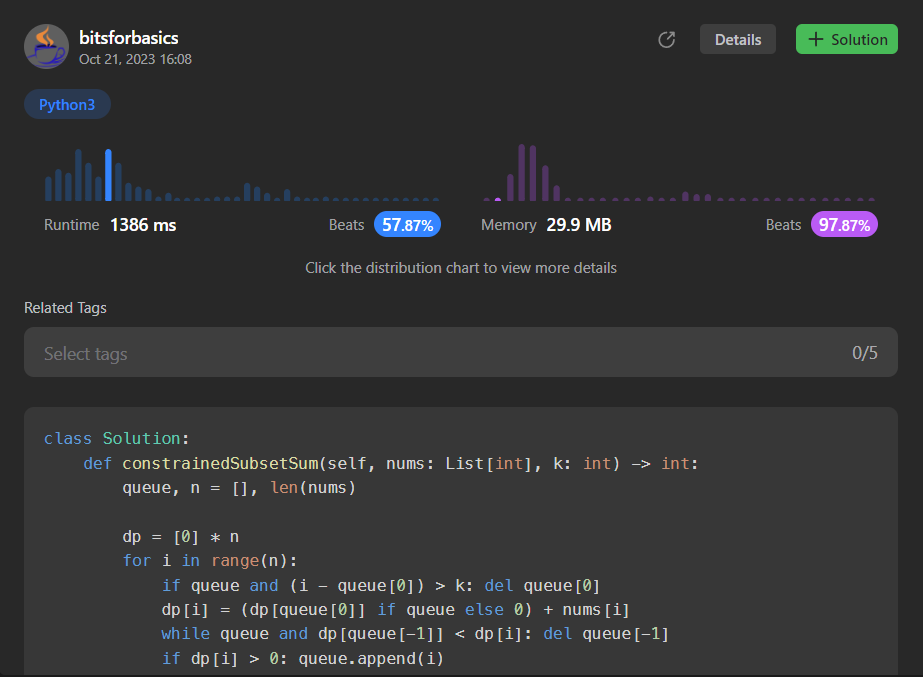 bitsforbasics
Oct 21, 2023 16:08
Details
+ Solution
Python3
Runtime 1386 ms
Beats 57.87%
Memory 29.9 MB
Beats 97.87%
Click the distribution chart to view more details
Related Tags
Select tags
0/5
class Solution:
    def constrainedSubsetSum(self, nums: List[int], k: int) -> int:
        queue, n = [], len(nums)

        dp = [0] * n
        for i in range(n):
            if queue and (i - queue[0]) > k: del queue[0]
            dp[i] = (dp[queue[0]] if queue else 0) + nums[i]
            while queue and dp[queue[-1]] < dp[i]: del queue[-1]
            if dp[i] > 0: queue.append(i)